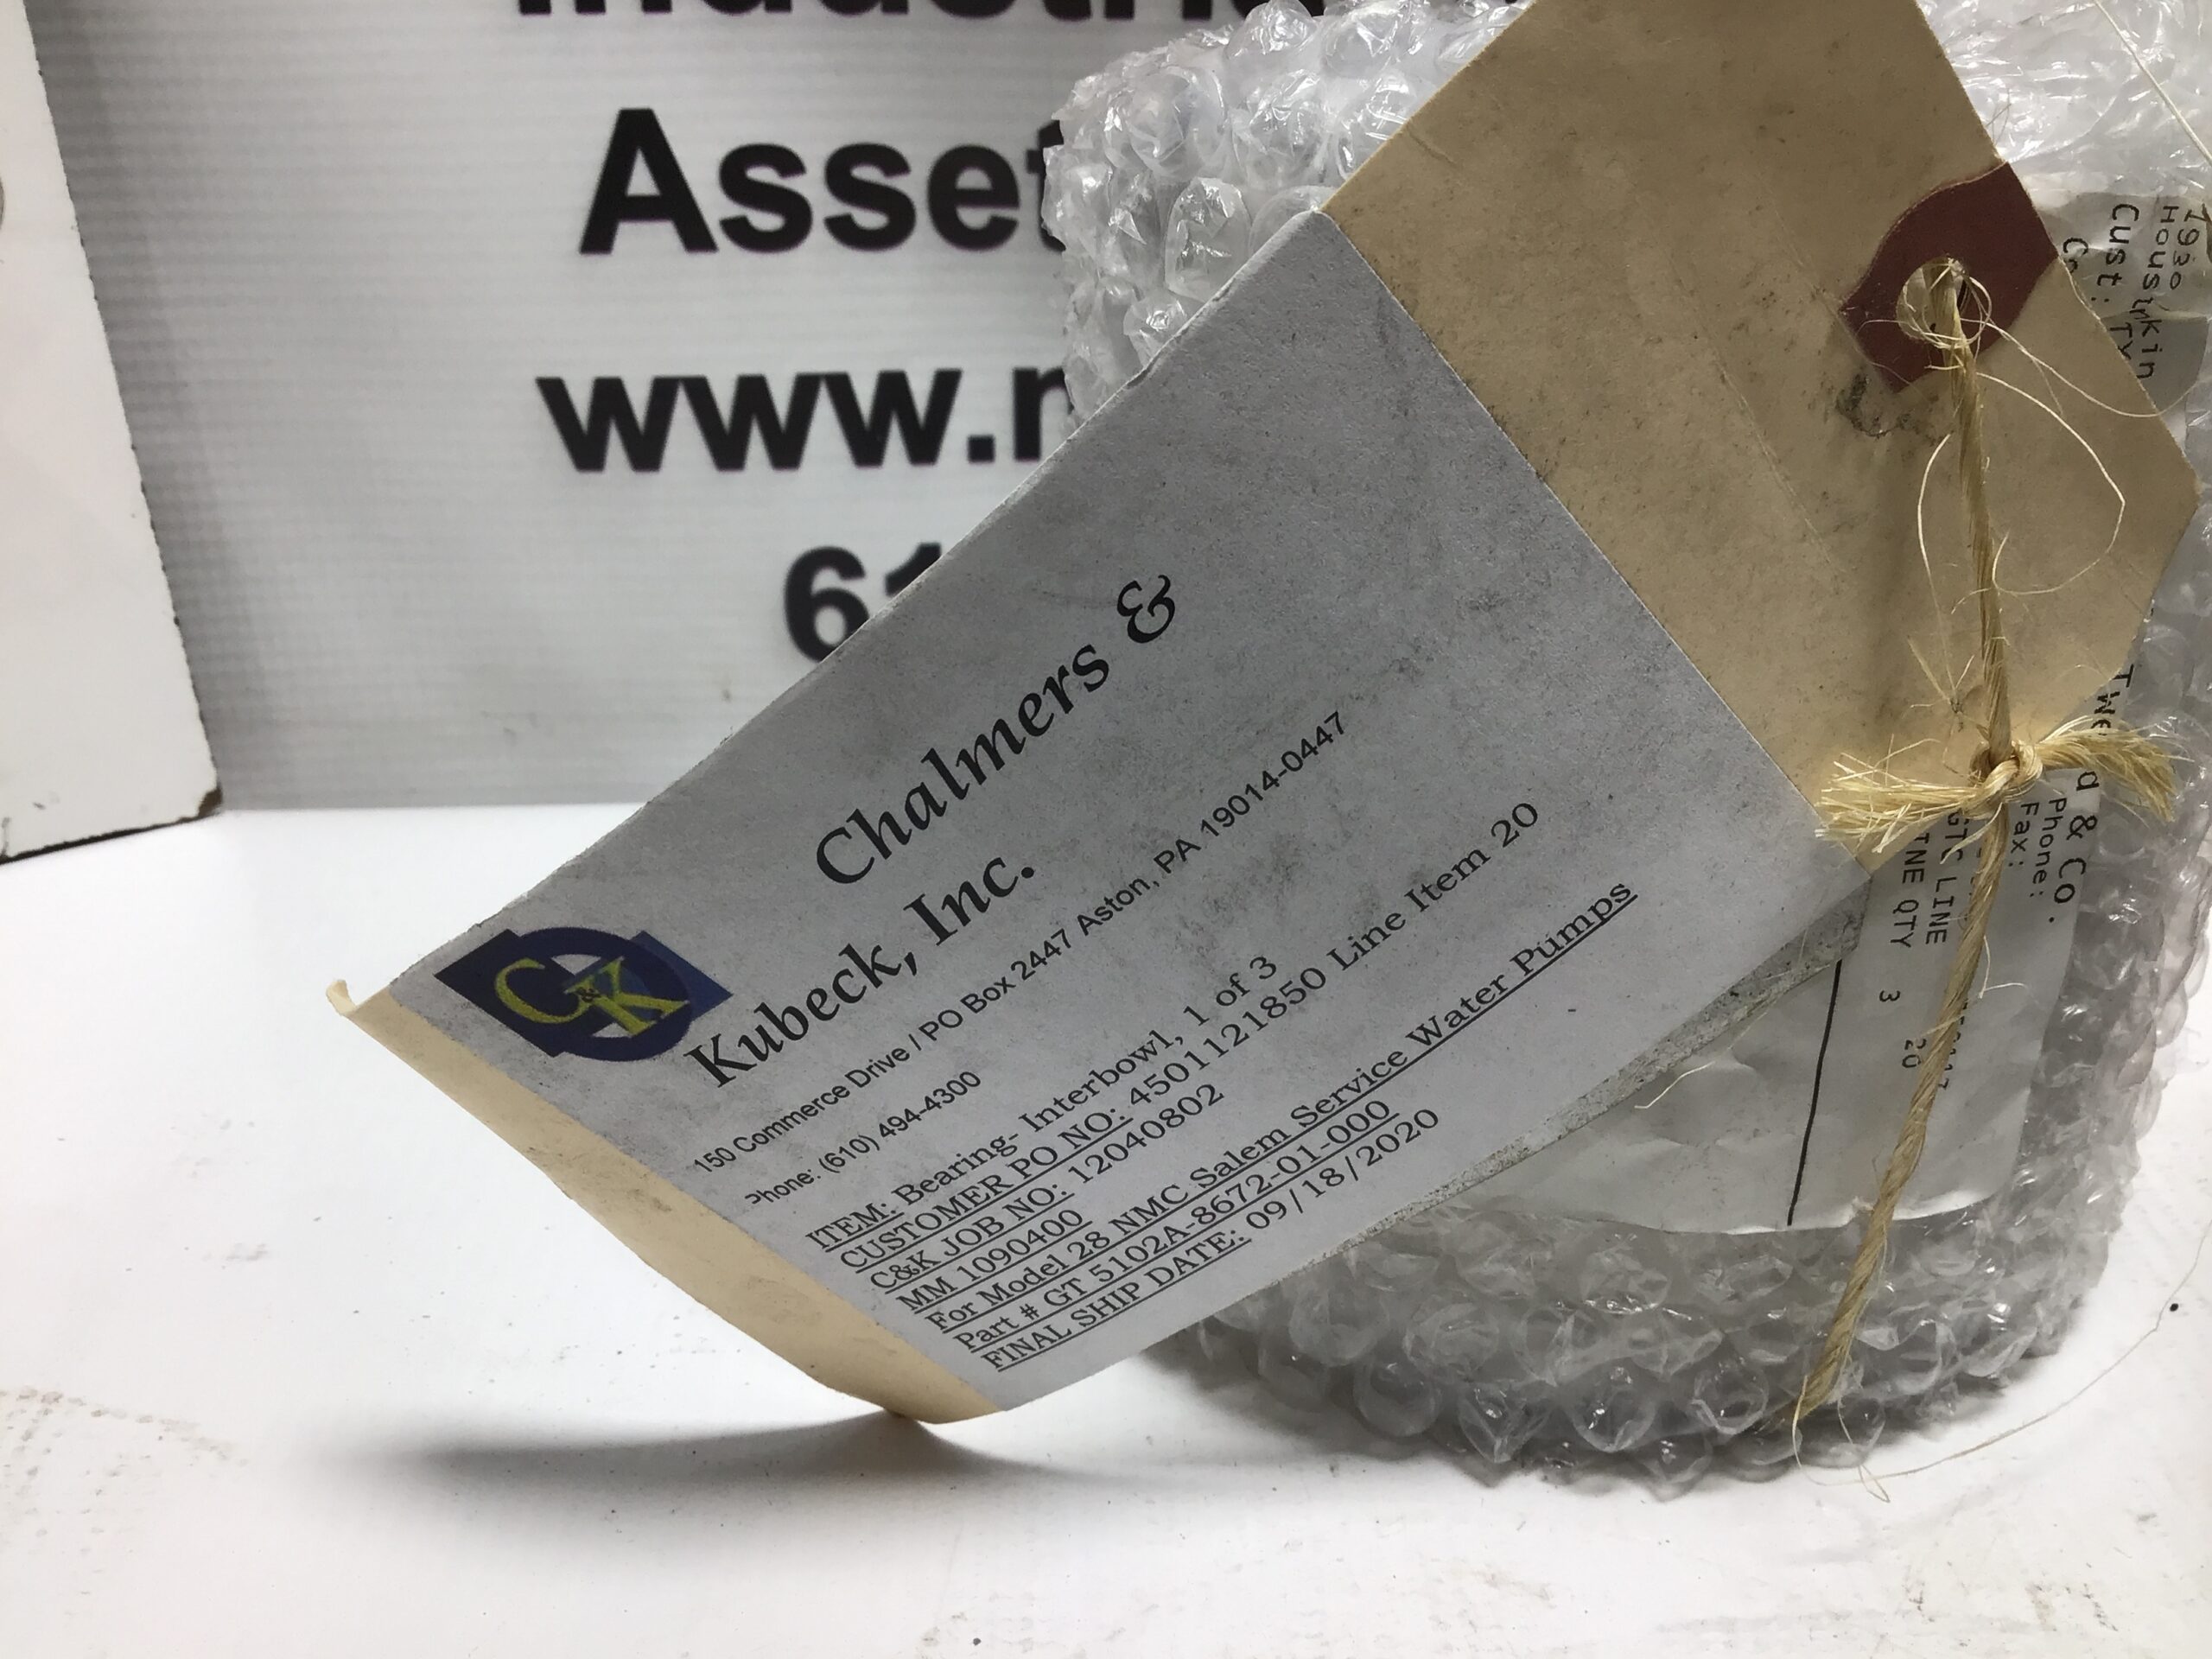 Asset
www.
61
C&K
Chalmers &
Kubeck, Inc.
150 Commerce Drive / PO Box 2447 Aston, PA 19014-0447
Phone: (610) 494-4300
ITEM: Bearing- Interbowl, 1 of 3
CUSTOMER PO NO: 4501121850 Line Item 20
C&K JOB NO: 12040802
MM 1090400
For Model 28 NMC Salem Service Water Pumps
Part # GT 5102A-8672-01-000
FINAL SHIP DATE: 09/18/2020
Cust:
d & Co.
Phone:
Fax:
LINE
QTY 3 20